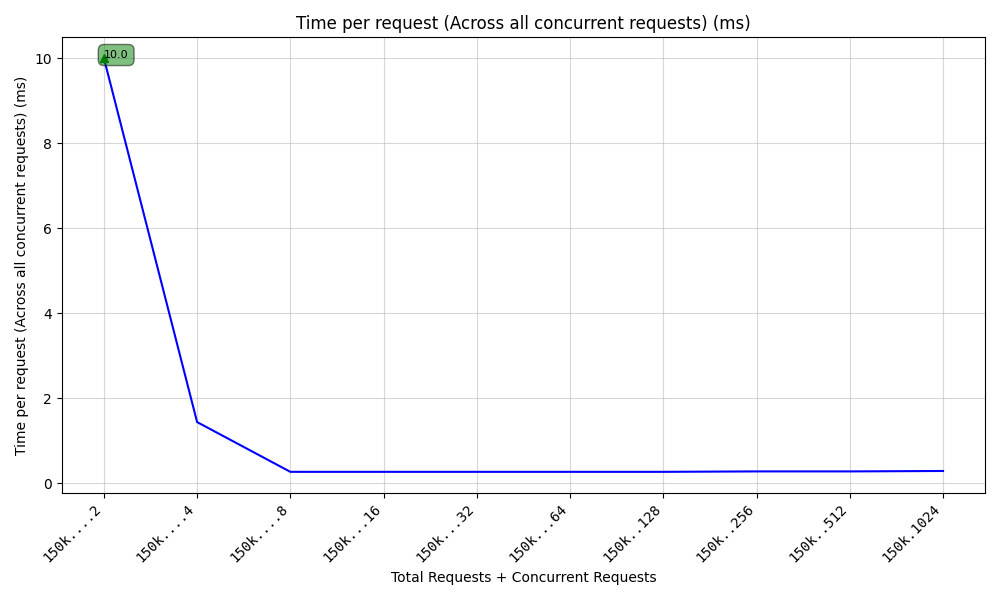 Time per request (Across all concurrent requests) (ms)
10.0
Time per request (Across all concurrent requests) (ms)
10
8
6
4
2
0
150k....2
150k....4
150k....8
150k...16
150k...32
150k...64
150k..128
150k..256
150k..512
150k.1024
Total Requests + Concurrent Requests